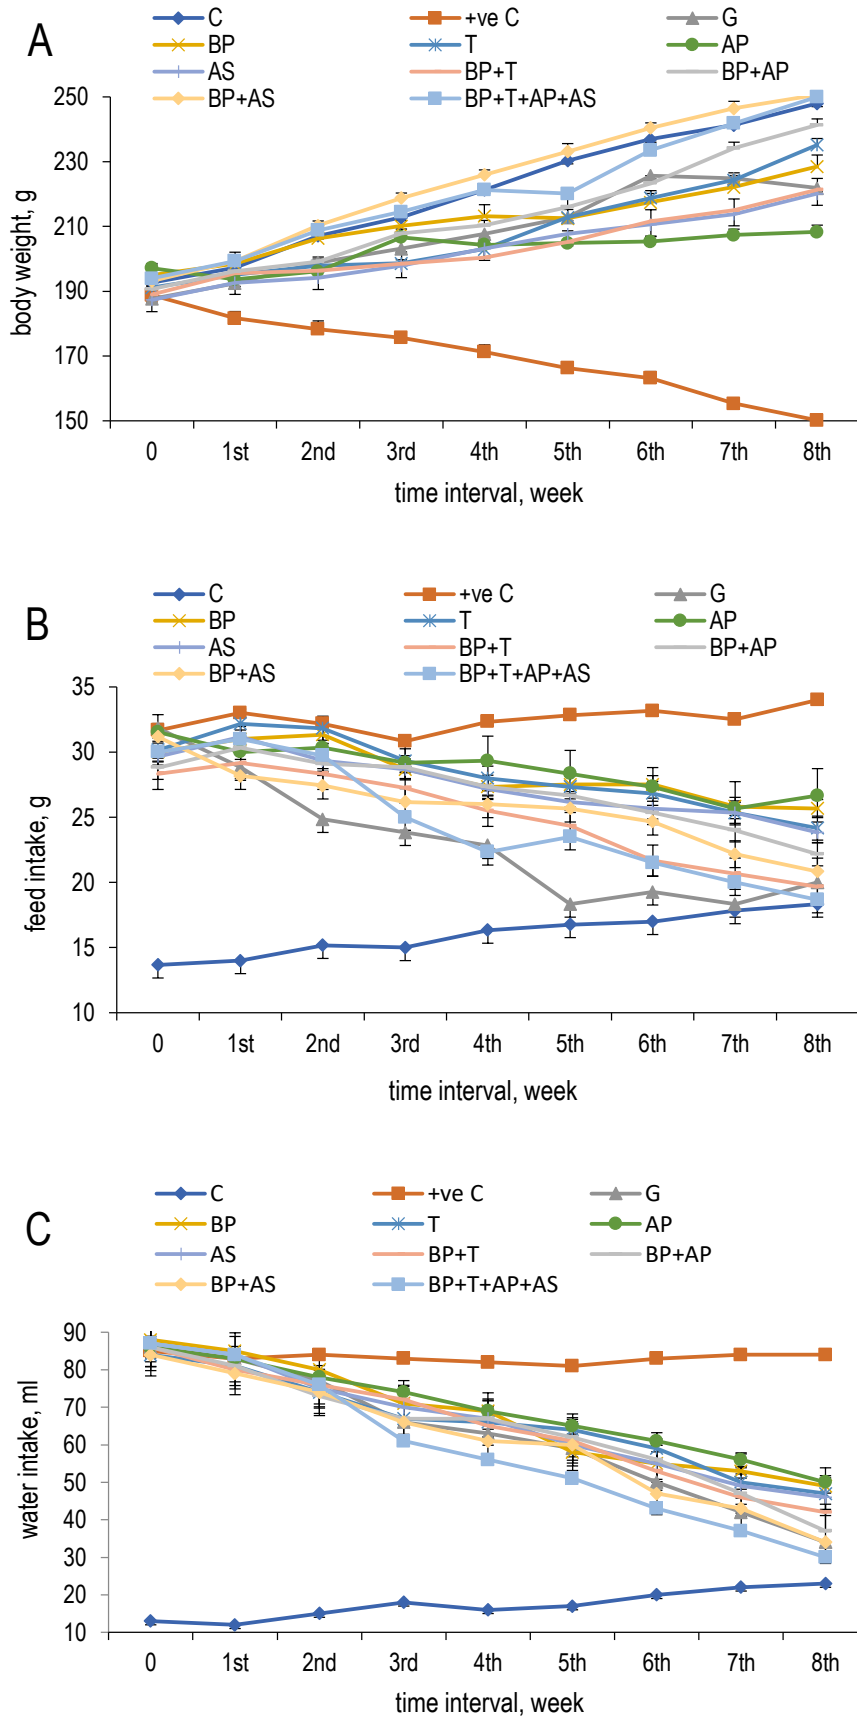 A
C +ve C G
BP T AP
AS BP+T BP+AP
BP+AS BP+T+AP+AS
250
230
210
190
170
150
body weight, g
0 1st 2nd 3rd 4th 5th 6th 7th 8th
time interval, week
B
C +ve C G
BP T AP
AS BP+T BP+AP
BP+AS BP+T+AP+AS
35
30
25
20
15
10
feed intake, g
0 1st 2nd 3rd 4th 5th 6th 7th 8th
time interval, week
C
C +ve C G
BP T AP
AS BP+T BP+AP
BP+AS BP+T+AP+AS
90
80
70
60
50
40
30
20
10
water intake, ml
0 1st 2nd 3rd 4th 5th 6th 7th 8th
time interval, week